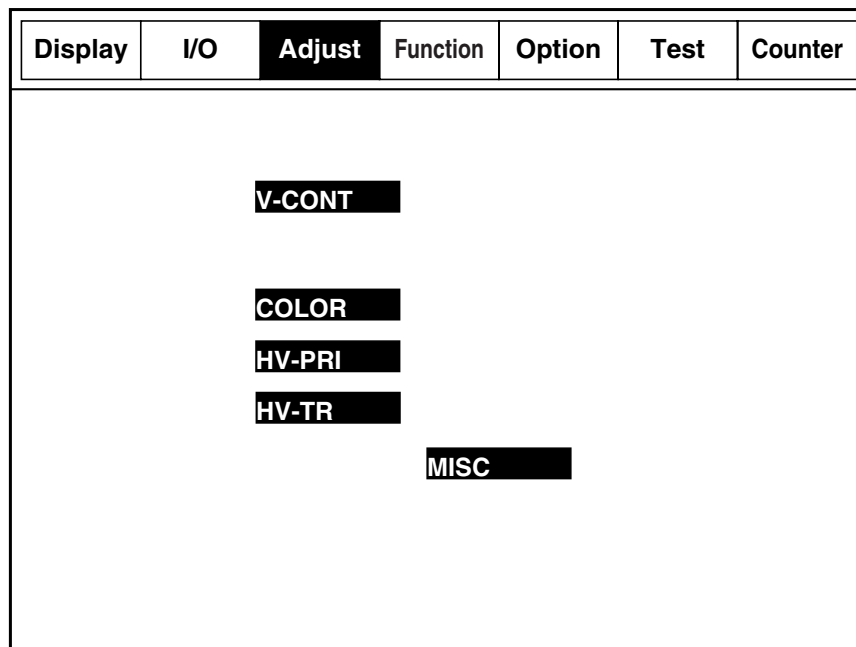 Display I/O Adjust Function Option Test Counter
V-CONT
COLOR
HV-PRI
HV-TR
MISC